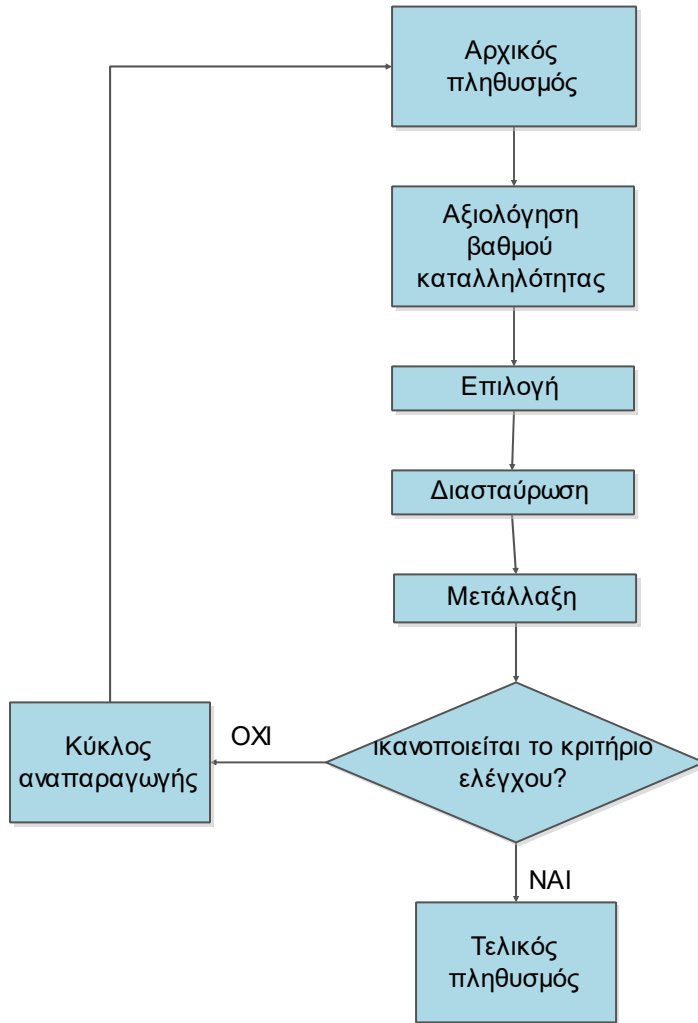 Αρχικός
πληθυσμός
Αξιολόγηση
βαθμού
καταλληλότητας
Επιλογή
Διασταύρωση
Μετάλλαξη
Κύκλος
αναπαραγωγής
ΟΧΙ
ικανοποιείται το κριτήριο
ελέγχου?
ΝΑΙ
Τελικός
πληθυσμός